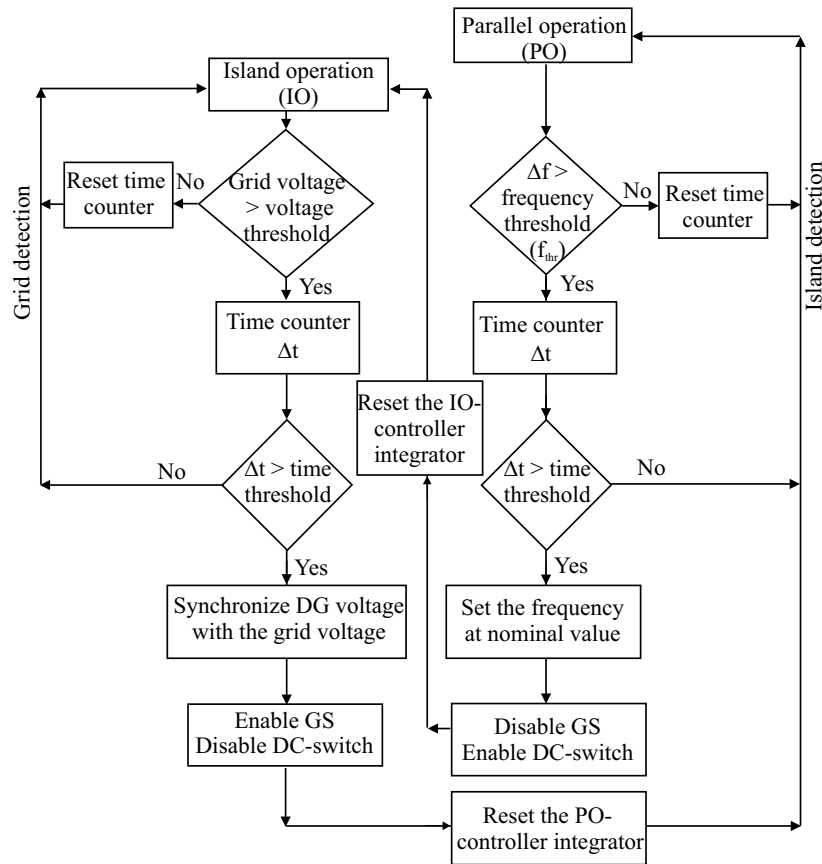 Parallel operation
(PO)
Island operation
(IO)
Grid detection
Reset time
counter
No
Grid voltage
> voltage
threshold
Yes
Time counter
Δt
No
Δt > time
threshold
Yes
Synchronize DG voltage
with the grid voltage
Enable GS
Disable DC-switch
Reset the IO-
controller
integrator
Δf >
frequency
threshold
(fthr)
No
Reset time
counter
Island detection
Yes
Time counter
Δt
Δt > time
threshold
No
Yes
Set the frequency
at nominal value
Disable GS
Enable DC-switch
Reset the PO-
controller integrator